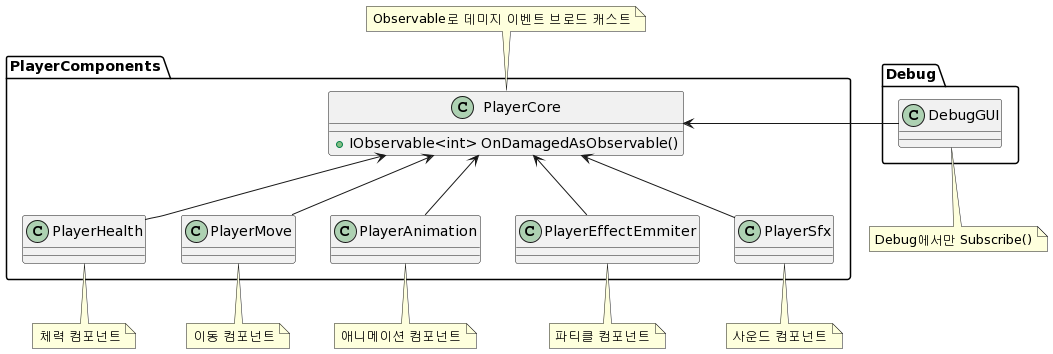 Observable로 데미지 이벤트 브로드 캐스트
PlayerComponents
Debug
C PlayerCore
IObservable<int> OnDamagedAsObservable()
C DebugGUI
C PlayerHealth
C PlayerMove
C PlayerAnimation
C PlayerEffectEmmiter
C PlayerSfx
Debug에서만 Subscribe()
체력 컴포넌트
이동 컴포넌트
애니메이션 컴포넌트
파티클 컴포넌트
사운드 컴포넌트